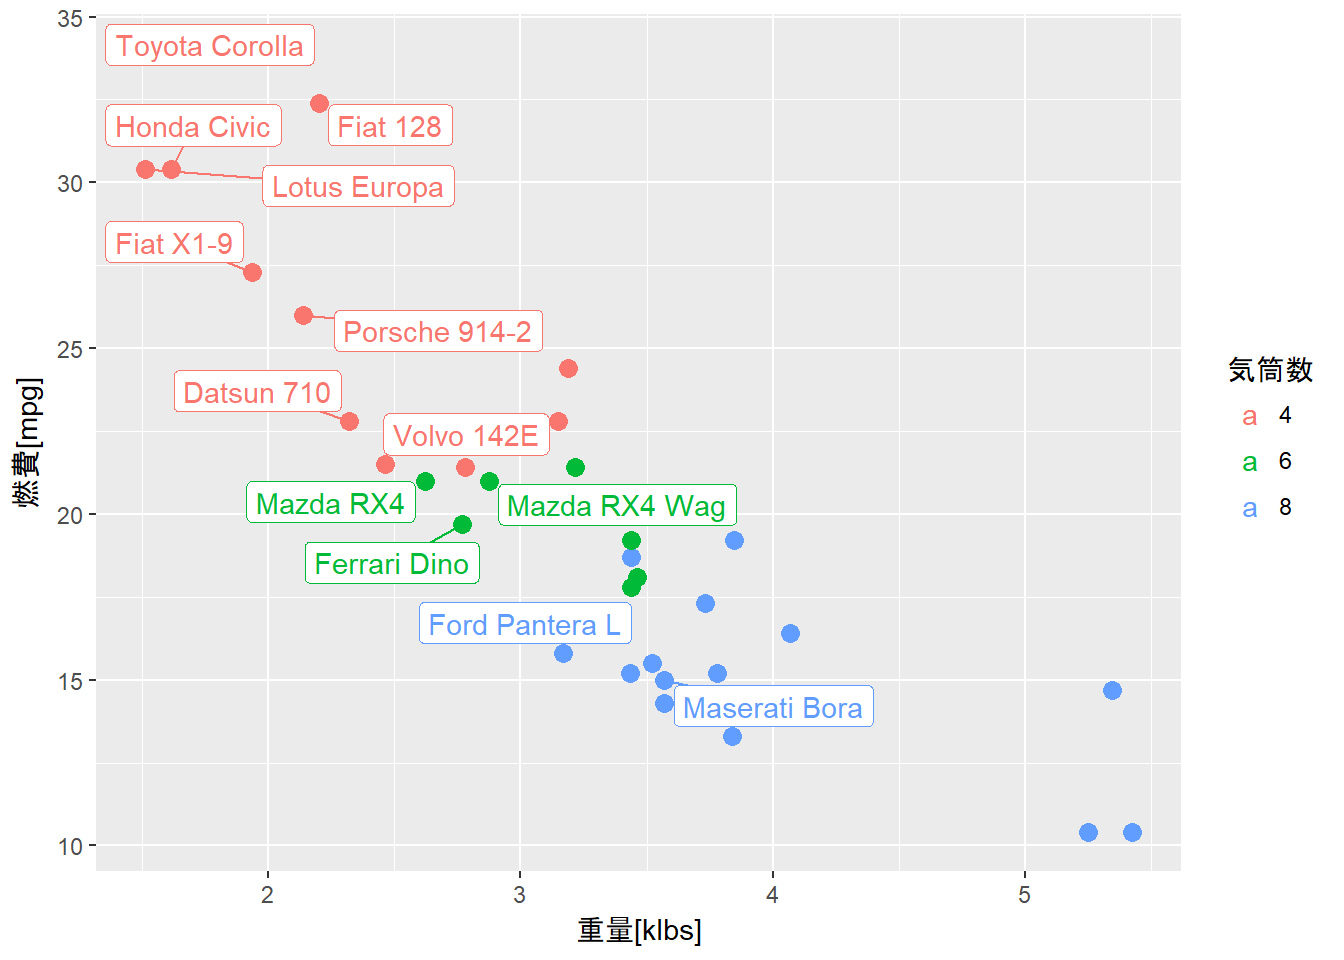 35
30
25
20
15
10
燃費[mpg]
Toyota Corolla
Fiat 128
Honda Civic
Lotus Europa
Fiat X1-9
Porsche 914-2
Datsun 710
Volvo 142E
Mazda RX4
Mazda RX4 Wag
Ferrari Dino
Ford Pantera L
Maserati Bora
2
3
4
5
重量[klbs]
気筒数
a 4
a 6
a 8